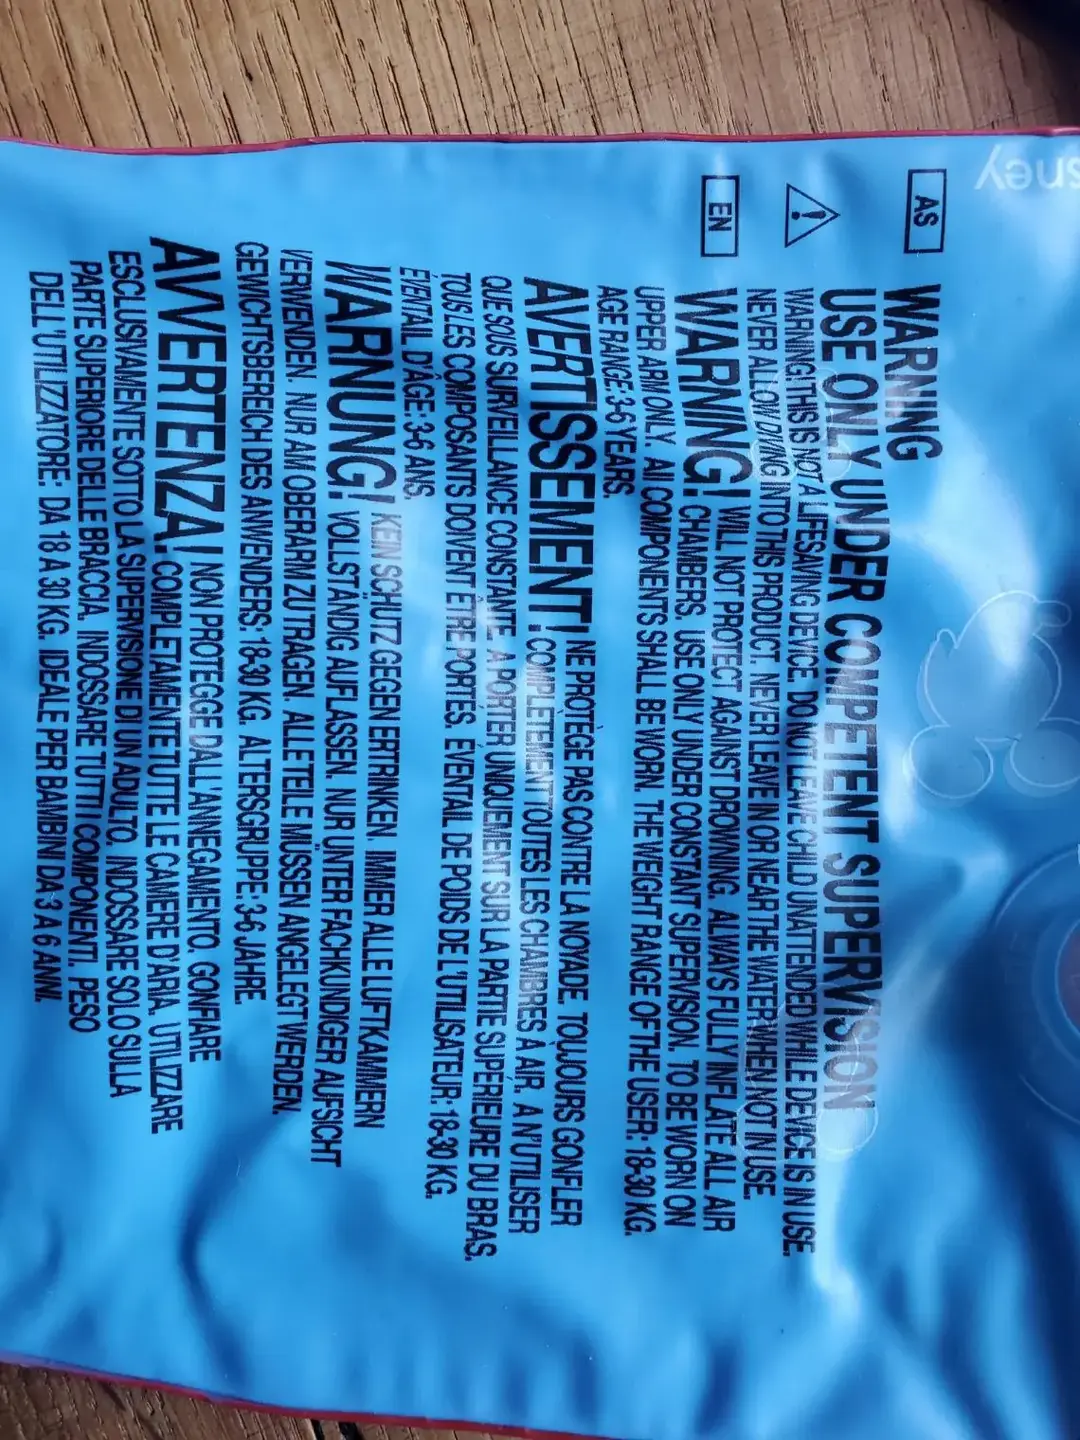 sney
AS
WARNING
USE ONLY UNDER COMPETENT SUPERVISION
WARNING: THIS IS NOT A LIFESAVING DEVICE. DO NOT LEAVE CHILD UNATTENDED WHILE DEVICE IS IN USE.
NEVER ALLOW DIVING INTO THIS PRODUCT. NEVER LEAVE IN OR NEAR THE WATER WHEN NOT IN USE.
EN
WARNING! WILL NOT PROTECT AGAINST DROWNING. ALWAYS FULLY INFLATE ALL AIR
CHAMBERS. USE ONLY UNDER CONSTANT SUPERVISION. TO BE WORN ON
UPPER ARM ONLY. All COMPONENTS SHALL BE WORN. THE WEIGHT RANGE OF THE USER: 18-30 KG.
AGE RANGE: 3-6 YEARS.
AVERTISSEMENT! NE PROTÈGE PAS CONTRE LA NOYADE. TOUJOURS GONFLER
COMPLETEMENT TOUTES LES CHAMBRES À AIR. A N'UTILISER
QUE SOUS SURVEILLANCE CONSTANTE. A PORTER UNIQUEMENT SUR LA PARTIE SUPERIEURE DU BRAS.
TOUS LES COMPOSANTS DOIVENT ÊTRE PORTÉS. ÉVENTAIL DE POIDS DE L'UTILISATEUR: 18-30 KG.
ÉVENTAIL D'ÂGE: 3-6 ANS.
WARNUNG! KEIN SCHUTZ GEGEN ERTRINKEN. IMMER ALLE LUFTKAMMERN
VOLLSTÄNDIG AUFLASSEN. NUR UNTER FACHKUNDIGER AUFSICHT
VERWENDEN. NUR AM OBERARM ZU TRAGEN. ALLE TEILE MÜSSEN ANGELEGT WERDEN.
GEWICHTSBEREICH DES ANWENDERS: 18-30 KG. ALTERSGRUPPE: 3-6 JAHRE.
AVVERTENZA! NON PROTEGGE DALL'ANNEGAMENTO. GONFIARE
COMPLETAMENTE TUTTE LE CAMERE D'ARIA. UTILIZZARE
ESCLUSIVAMENTE SOTTO LA SUPERVISIONE DI UN ADULTO. INDOSSARE SOLO SULLA
PARTE SUPERIORE DELLE BRACCIA. INDOSSARE TUTTI I COMPONENTI. PESO
DELL'UTILIZZATORE: DA 18 A 30 KG. IDEALE PER BAMBINI DA 3 A 6 ANNI.